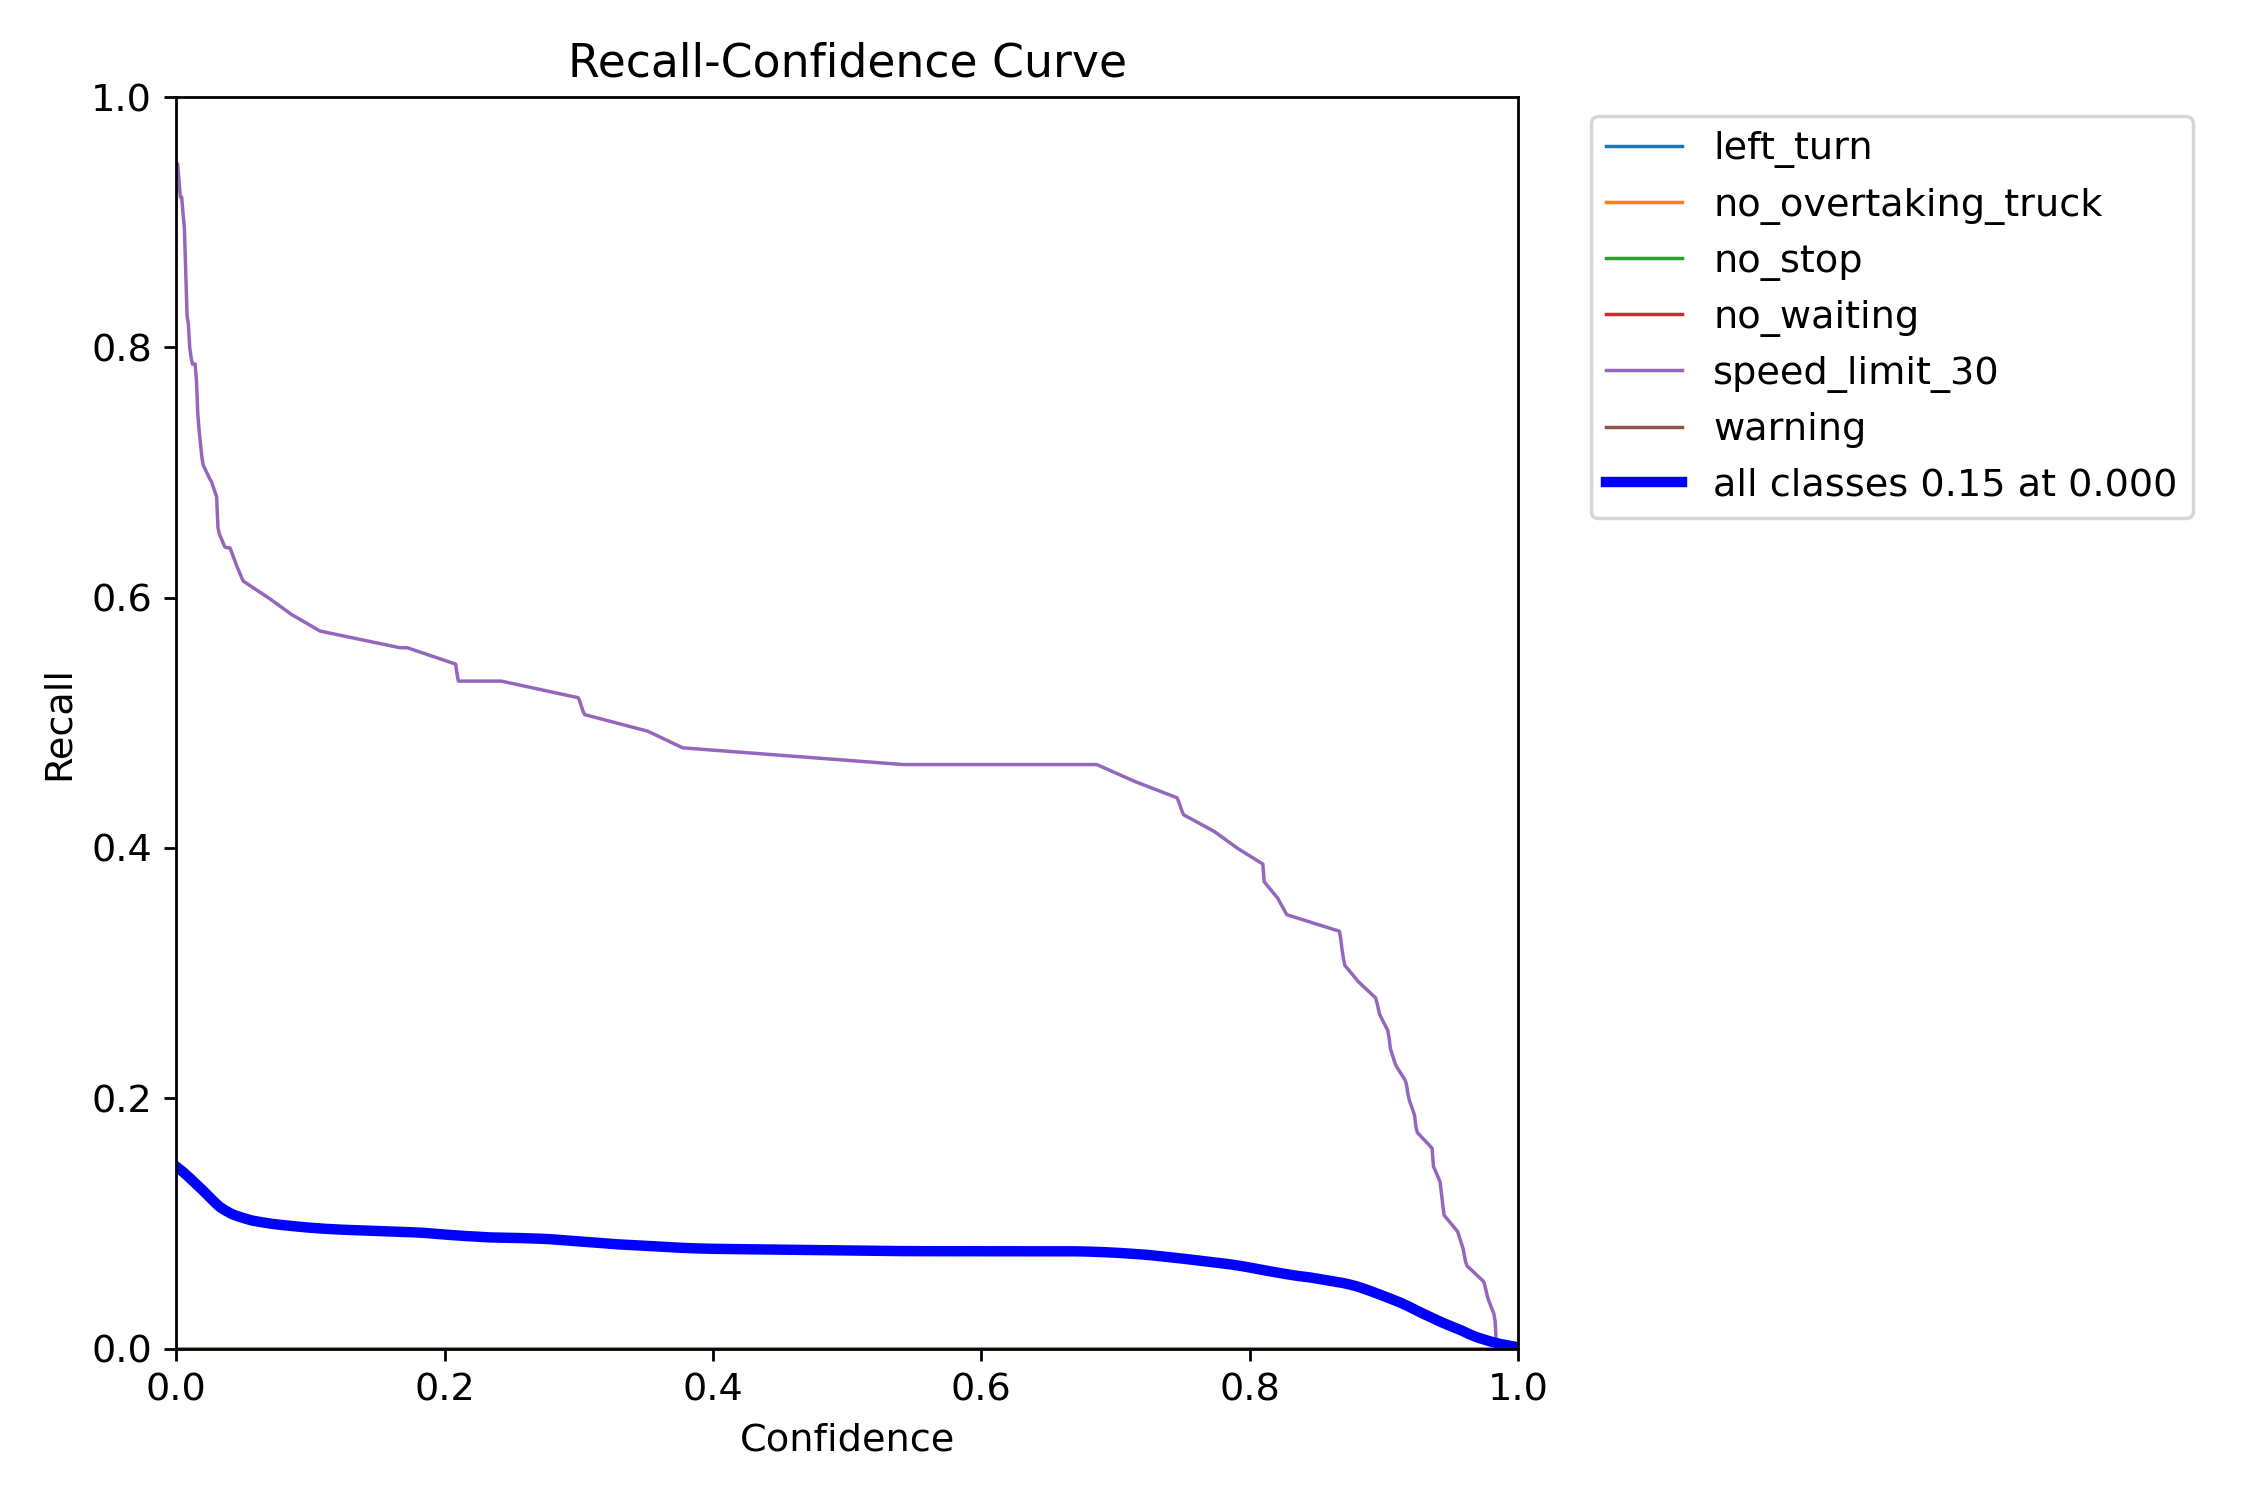 Recall-Confidence Curve
1.0
0.8
0.6
0.4
0.2
0.0
Recall
0.0 0.2 0.4 0.6 0.8 1.0
Confidence
left_turn
no_overtaking_truck
no_stop
no_waiting
speed_limit_30
warning
all classes 0.15 at 0.000